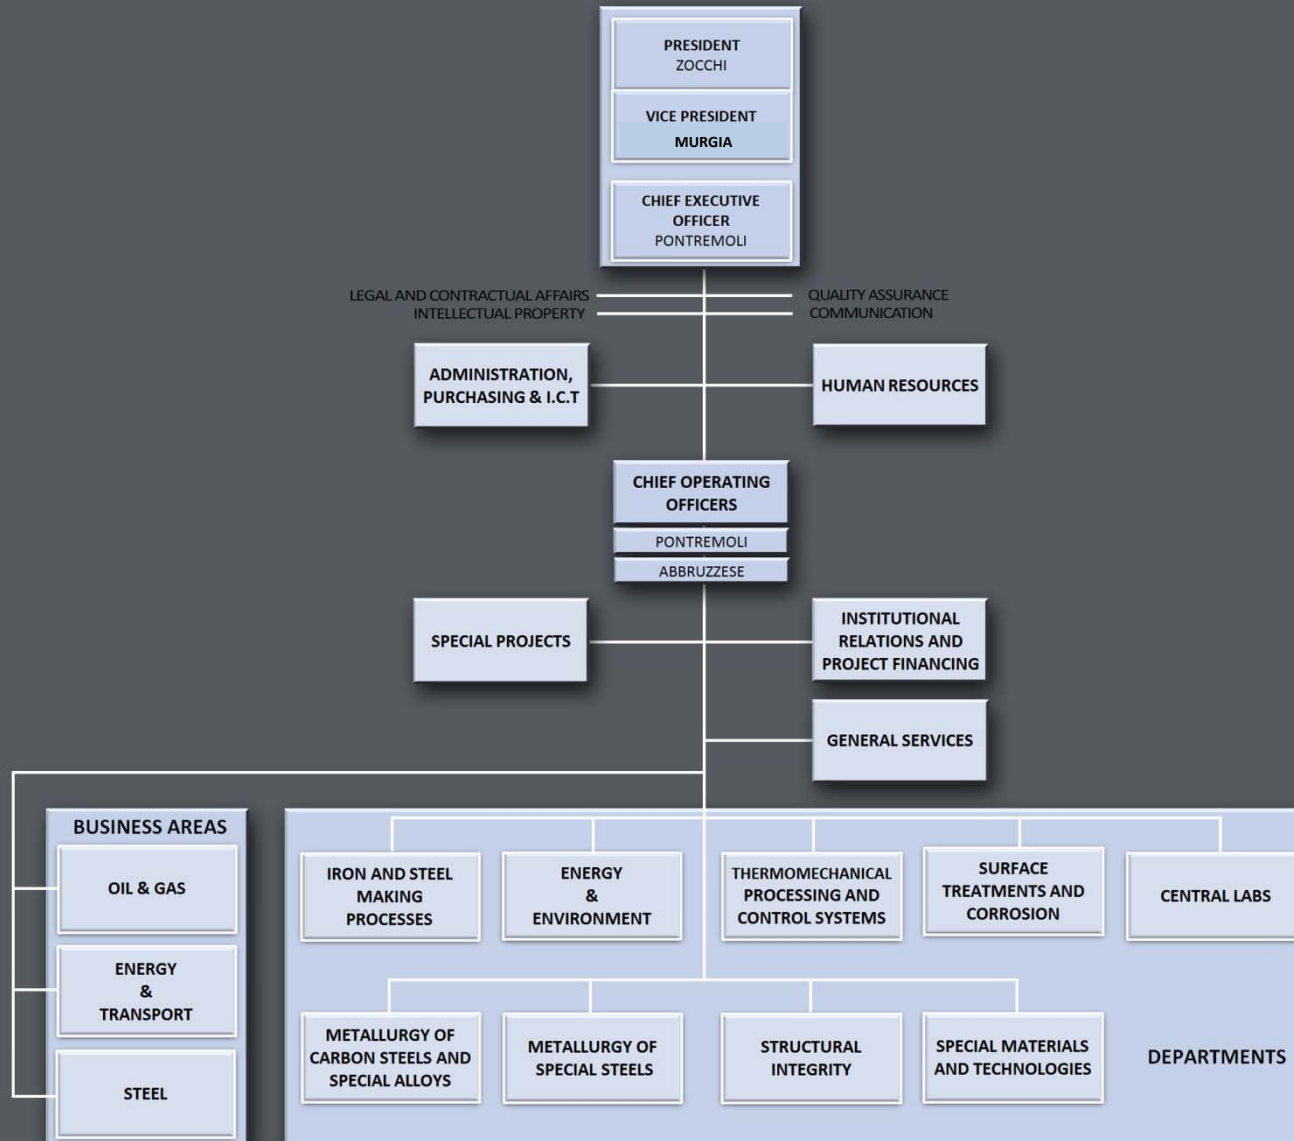 PRESIDENT
ZOCCHI
VICE PRESIDENT
MURGIA
CHIEF EXECUTIVE
OFFICER
PONTREMOLI
LEGAL AND CONTRACTUAL AFFAIRS
INTELLECTUAL PROPERTY
QUALITY ASSURANCE
COMMUNICATION
ADMINISTRATION,
PURCHASING & I.C.T
HUMAN RESOURCES
CHIEF OPERATING
OFFICERS
PONTREMOLI
ABBRUZZESE
SPECIAL PROJECTS
INSTITUTIONAL
RELATIONS AND
PROJECT FINANCING
GENERAL SERVICES
BUSINESS AREAS
OIL & GAS
ENERGY
&
TRANSPORT
STEEL
IRON AND STEEL
MAKING
PROCESSES
ENERGY
&
ENVIRONMENT
THERMOMECHANICAL
PROCESSING AND
CONTROL SYSTEMS
SURFACE
TREATMENTS AND
CORROSION
CENTRAL LABS
METALLURGY OF
CARBON STEELS AND
SPECIAL ALLOYS
METALLURGY OF
SPECIAL STEELS
STRUCTURAL
INTEGRITY
SPECIAL MATERIALS
AND TECHNOLOGIES
DEPARTMENTS